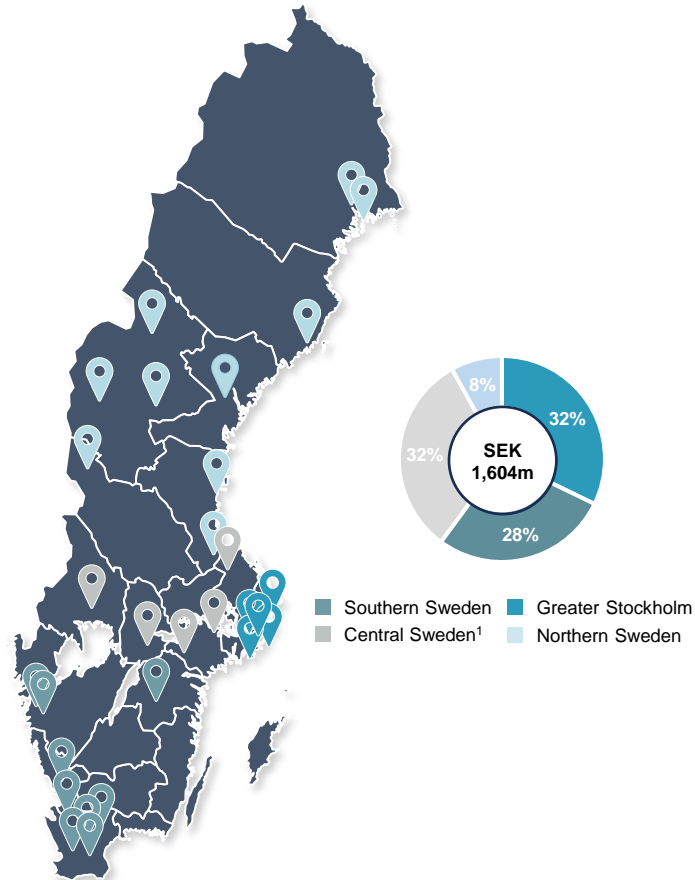 8%
32%
32%
SEK
1,604m
28%
Southern Sweden
Greater Stockholm
Central Sweden¹
Northern Sweden